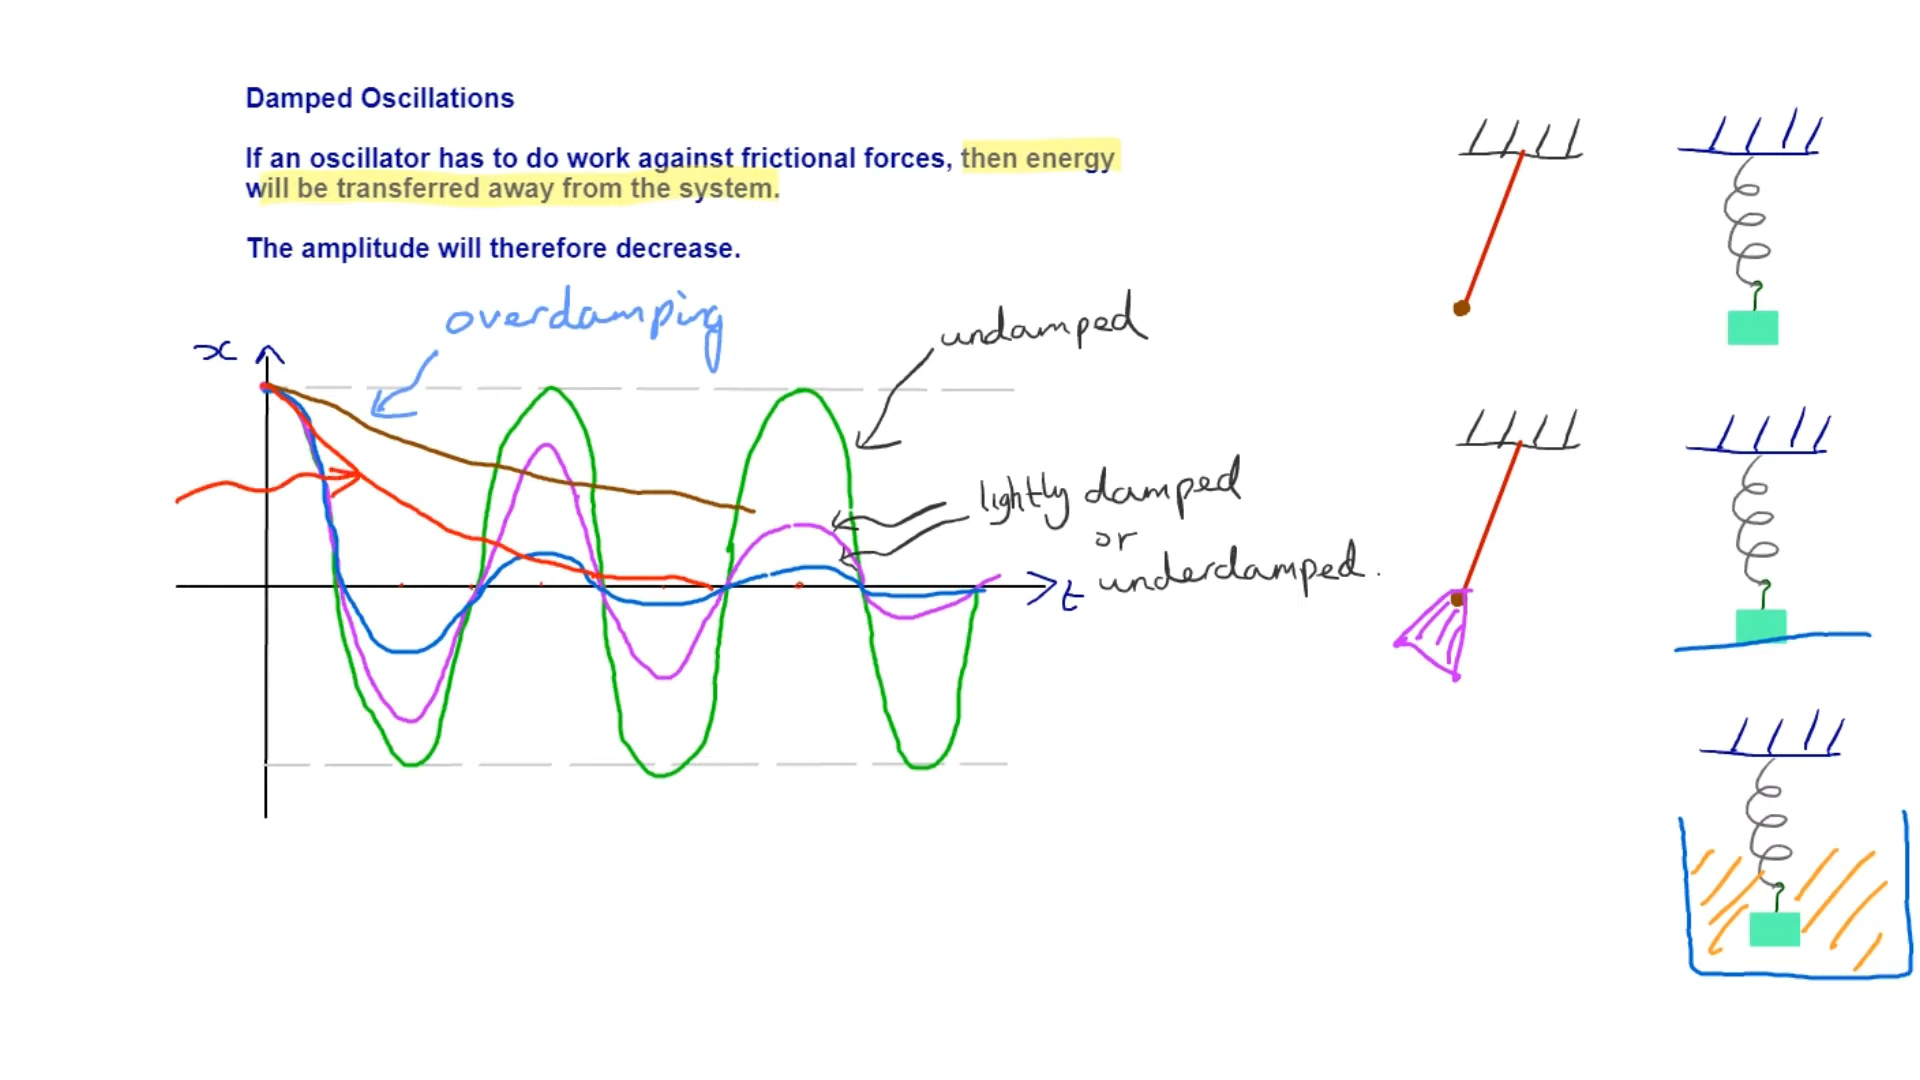 Damped Oscillations
If an oscillator has to do work against frictional forces, then energy
will be transferred away from the system.
The amplitude will therefore decrease.
overdamping
undamped
x
lightly damped
or
underdamped.
t